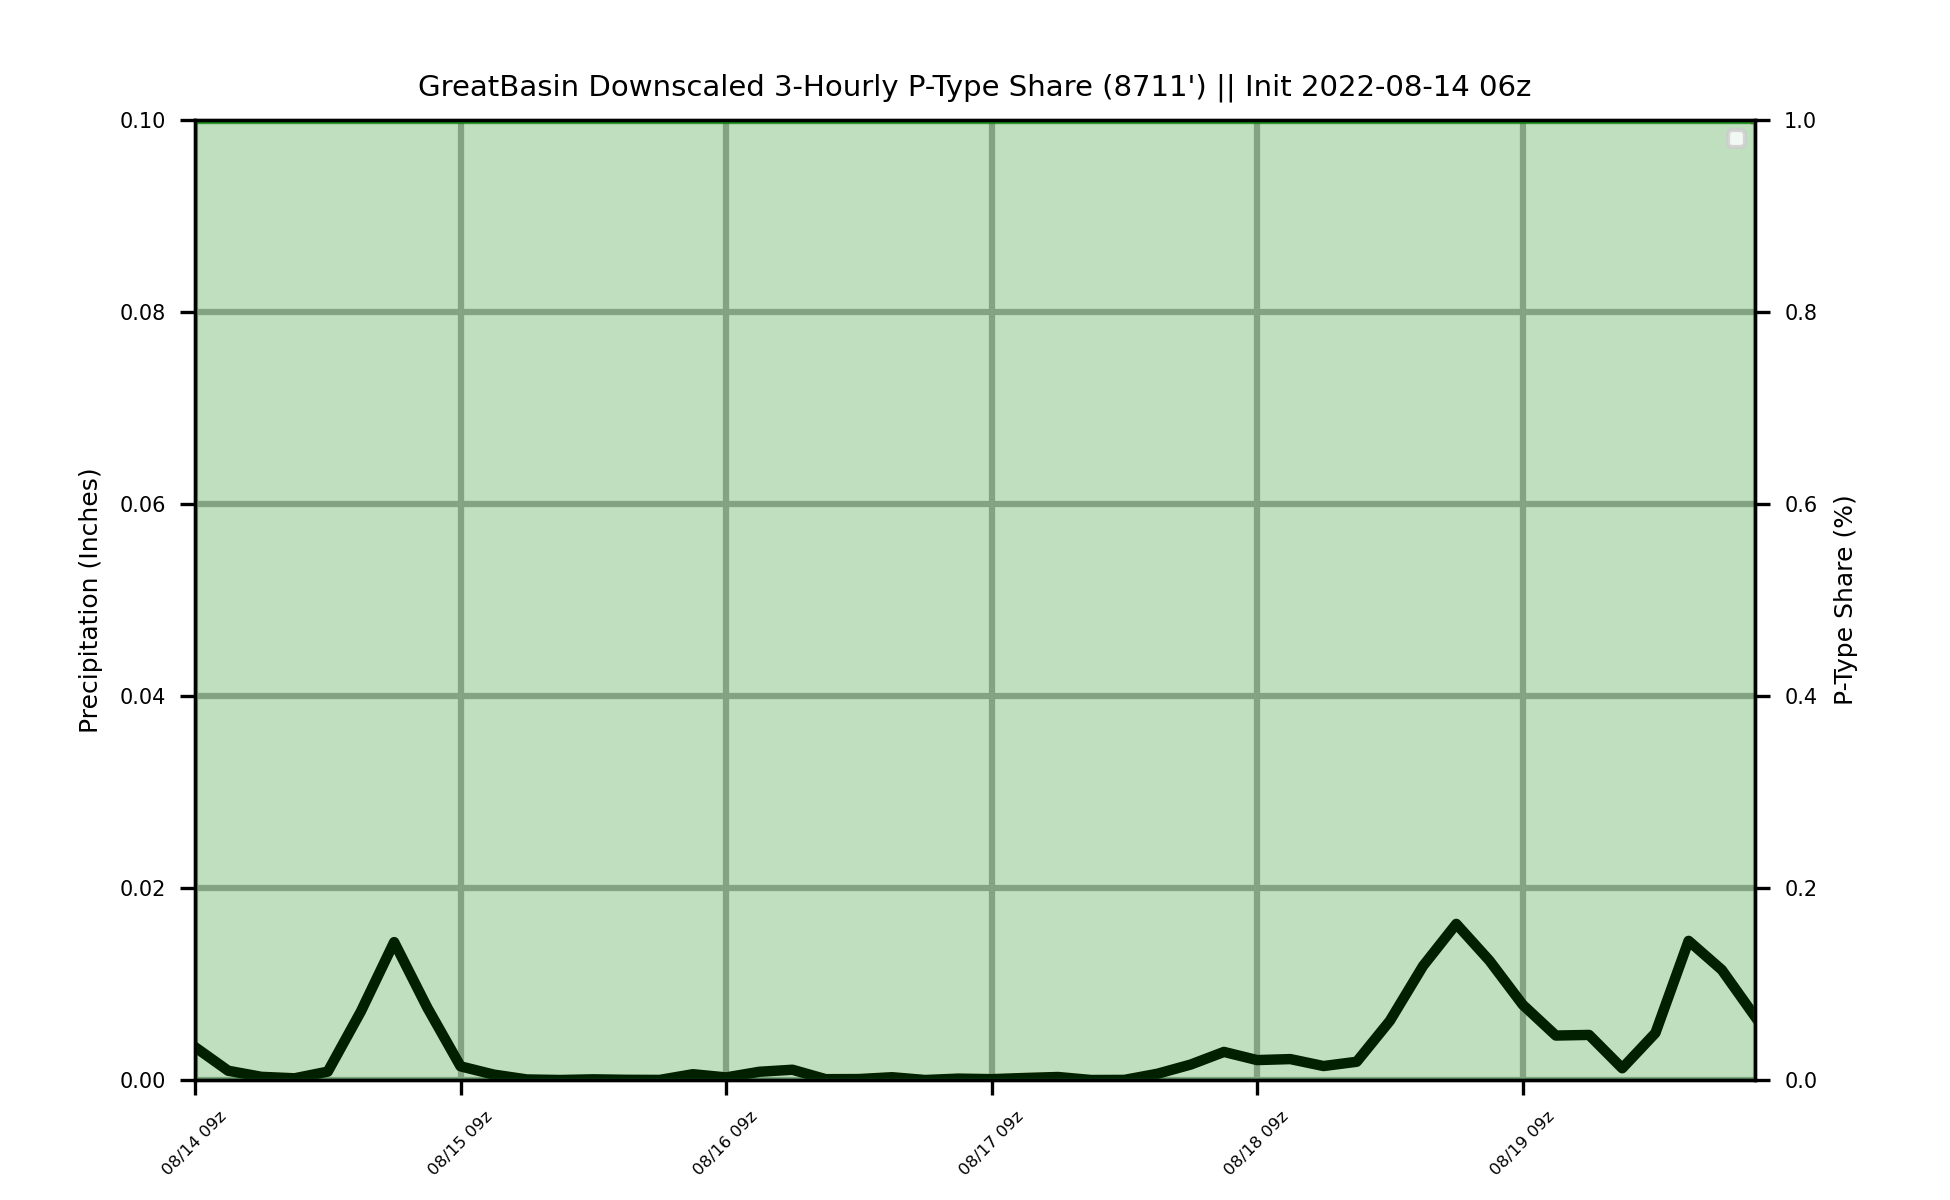 GreatBasin Downscaled 3-Hourly P-Type Share (8711') || Init 2022-08-14 06z
Precipitation (Inches)
0.10
0.08
0.06
0.04
0.02
0.00
1.0
0.8
0.6
0.4
0.2
0.0
P-Type Share (%)
08/14 09z
08/15 09z
08/16 09z
08/17 09z
08/18 09z
08/19 09z